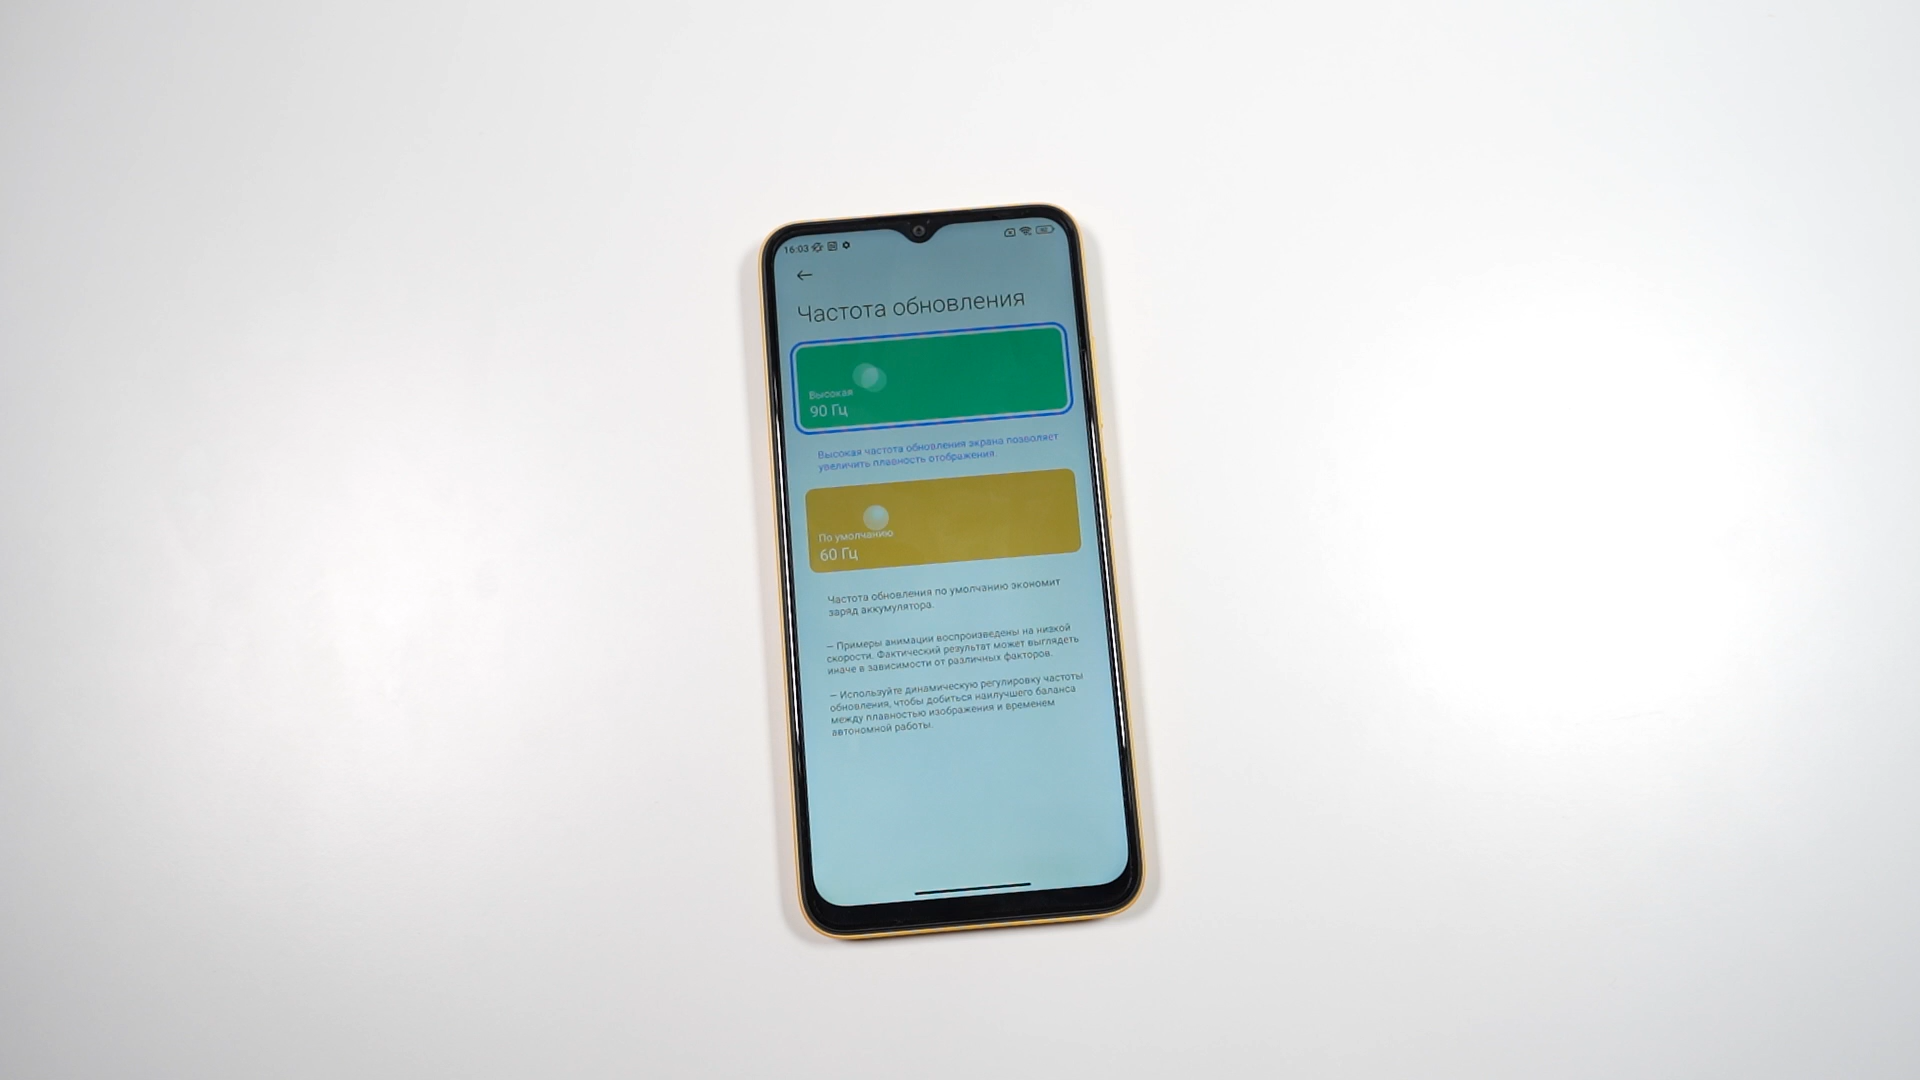 16:03
Частота обновления
Высокая
90 Гц
Высокая частота обновления экрана позволяет
увеличить плавность отображения
По умолчанию
60 Гц
Частота обновления по умолчанию экономит
заряд аккумулятора.
— Примеры анимации воспроизведены на низкой
скорости. Фактический результат может выглядеть
иначе в зависимости от различных факторов.
— Используйте динамическую регулировку частоты
обновления, чтобы добиться наилучшего баланса
между плавностью изображения и временем
автономной работы.